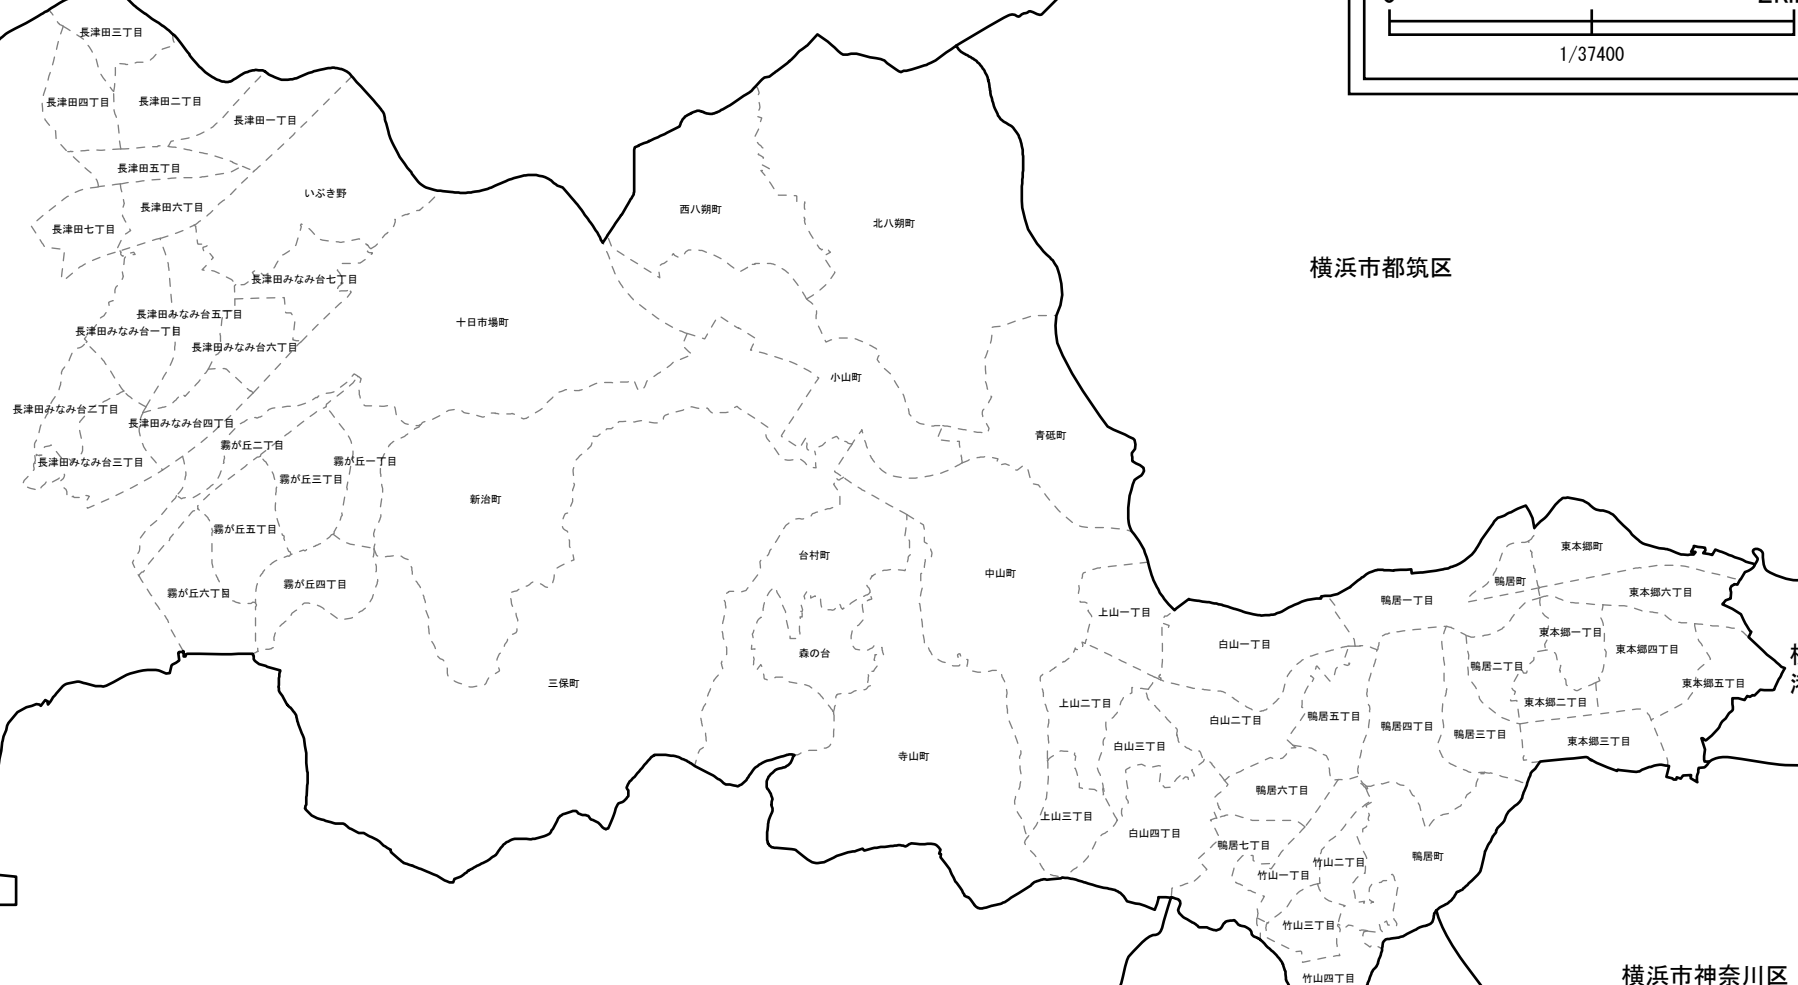 1/37400
長津田三丁目
長津田四丁目
長津田二丁目
長津田一丁目
長津田五丁目
いぶき野
長津田六丁目
長津田七丁目
西八朔町
北八朔町
横浜市都筑区
長津田みなみ台七丁目
長津田みなみ台五丁目
長津田みなみ台一丁目
十日市場町
長津田みなみ台六丁目
小山町
長津田みなみ台二丁目
長津田みなみ台四丁目
青砥町
霧が丘二丁目
長津田みなみ台三丁目
霧が丘一丁目
霧が丘三丁目
新治町
霧が丘五丁目
台村町
東本郷町
中山町
鴨居町
霧が丘四丁目
霧が丘六丁目
東本郷六丁目
鴨居一丁目
上山一丁目
東本郷一丁目
白山一丁目
東本郷四丁目
森の台
鴨居二丁目
三保町
東本郷五丁目
上山二丁目
東本郷二丁目
白山二丁目
鴨居五丁目
鴨居四丁目
鴨居三丁目
東本郷三丁目
白山三丁目
寺山町
鴨居六丁目
上山三丁目
白山四丁目
鴨居七丁目
鴨居町
竹山二丁目
竹山一丁目
竹山三丁目
竹山四丁目
横浜市神奈川区